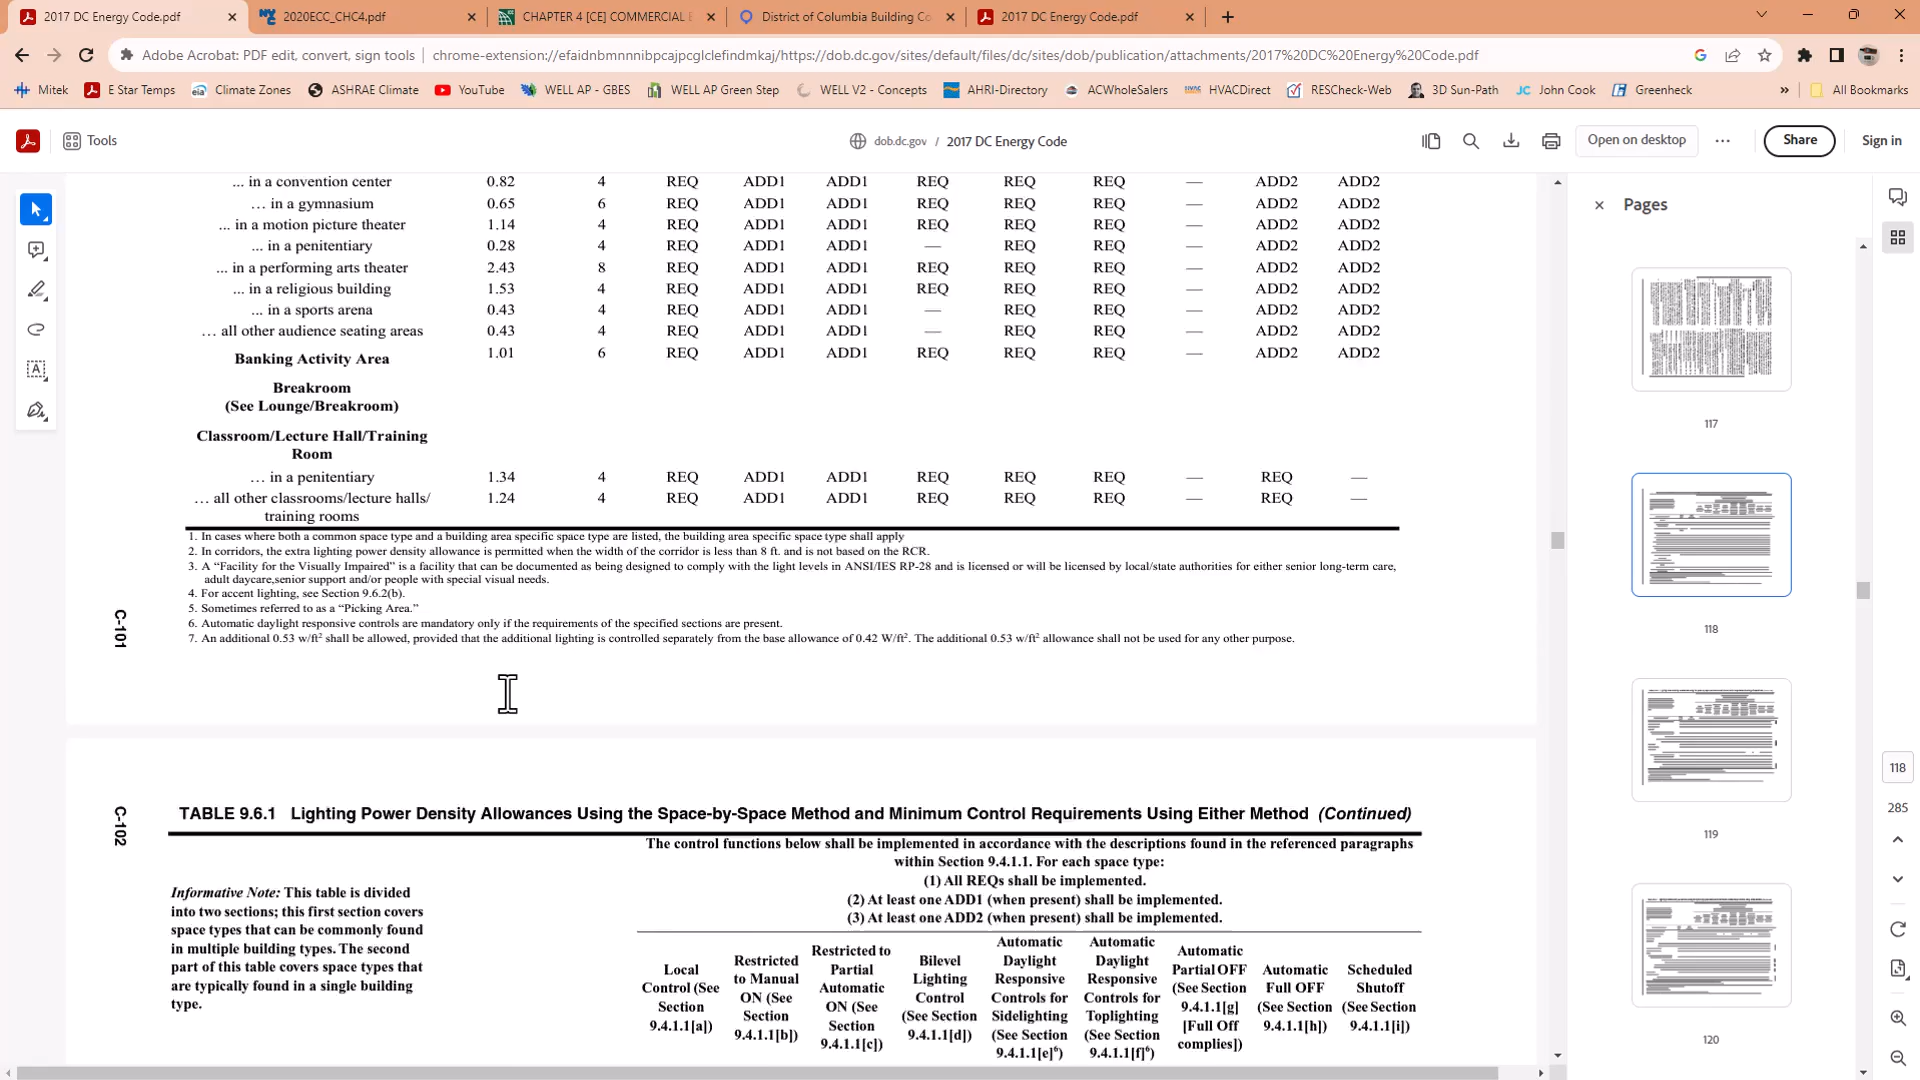 2017 DC Energy Code.pdf
2020ECC_CHC4.pdf
CHAPTER 4 [CE] COMMERCIAL E
District of Columbia Building Co
2017 DC Energy Code.pdf
Adobe Acrobat: PDF edit, convert, sign tools
chrome-extension://efaidnbmnnnibpcajpcglclefindmkaj/https://dob.dc.gov/sites/default/files/dc/sites/dob/publication/attachments/2017%20DC%20Energy%20Code.pdf
Mitek E Star Temps Climate Zones ASHRAE Climate YouTube WELL AP - GBES WELL AP Green Step WELL V2 - Concepts AHRI-Directory ACWholeSalers HVACDirect RESCheck-Web 3D Sun-Path John Cook Greenheck » All Bookmarks
Tools
dob.dc.gov / 2017 DC Energy Code
Open on desktop
Share
Sign in
... in a convention center 0.82 4 REQ ADD1 ADD1 REQ REQ REQ — ADD2 ADD2
… in a gymnasium 0.65 6 REQ ADD1 ADD1 REQ REQ REQ — ADD2 ADD2
... in a motion picture theater 1.14 4 REQ ADD1 ADD1 REQ REQ REQ — ADD2 ADD2
... in a penitentiary 0.28 4 REQ ADD1 ADD1 — REQ REQ — ADD2 ADD2
... in a performing arts theater 2.43 8 REQ ADD1 ADD1 REQ REQ REQ — ADD2 ADD2
... in a religious building 1.53 4 REQ ADD1 ADD1 REQ REQ REQ — ADD2 ADD2
... in a sports arena 0.43 4 REQ ADD1 ADD1 — REQ REQ — ADD2 ADD2
… all other audience seating areas 0.43 4 REQ ADD1 ADD1 — REQ REQ — ADD2 ADD2
Banking Activity Area 1.01 6 REQ ADD1 ADD1 REQ REQ REQ — ADD2 ADD2
Breakroom
(See Lounge/Breakroom)
Classroom/Lecture Hall/Training
Room
… in a penitentiary 1.34 4 REQ ADD1 ADD1 REQ REQ REQ — REQ —
… all other classrooms/lecture halls/ 1.24 4 REQ ADD1 ADD1 REQ REQ REQ — REQ —
training rooms
1. In cases where both a common space type and a building area specific space type are listed, the building area specific space type shall apply
2. In corridors, the extra lighting power density allowance is permitted when the width of the corridor is less than 8 ft. and is not based on the RCR.
3. A “Facility for the Visually Impaired” is a facility that can be documented as being designed to comply with the light levels in ANSI/IES RP-28 and is licensed or will be licensed by local/state authorities for either senior long-term care,
adult daycare,senior support and/or people with special visual needs.
4. For accent lighting, see Section 9.6.2(b).
5. Sometimes referred to as a “Picking Area.”
6. Automatic daylight responsive controls are mandatory only if the requirements of the specified sections are present.
7. An additional 0.53 w/ft² shall be allowed, provided that the additional lighting is controlled separately from the base allowance of 0.42 W/ft². The additional 0.53 w/ft² allowance shall not be used for any other purpose.
C-101
C-102
TABLE 9.6.1 Lighting Power Density Allowances Using the Space-by-Space Method and Minimum Control Requirements Using Either Method (Continued)
The control functions below shall be implemented in accordance with the descriptions found in the referenced paragraphs
within Section 9.4.1.1. For each space type:
(1) All REQs shall be implemented.
(2) At least one ADD1 (when present) shall be implemented.
(3) At least one ADD2 (when present) shall be implemented.
Informative Note: This table is divided
into two sections; this first section covers
space types that can be commonly found
in multiple building types. The second
part of this table covers space types that
are typically found in a single building
type.
Local
Control (See
Section
9.4.1.1[a])
Restricted
to Manual
ON (See
Section
9.4.1.1[b])
Restricted to
Partial
Automatic
ON (See
Section
9.4.1.1[c])
Bilevel
Lighting
Control
(See Section
9.4.1.1[d])
Automatic
Daylight
Responsive
Controls for
Sidelighting
(See Section
9.4.1.1[e]⁶)
Automatic
Daylight
Responsive
Controls for
Toplighting
(See Section
9.4.1.1[f]⁶)
Automatic
Partial OFF
(See Section
9.4.1.1[g]
[Full Off
complies])
Automatic
Full OFF
(See Section
9.4.1.1[h])
Scheduled
Shutoff
(See Section
9.4.1.1[i])
Pages
117
118
119
120
118
285